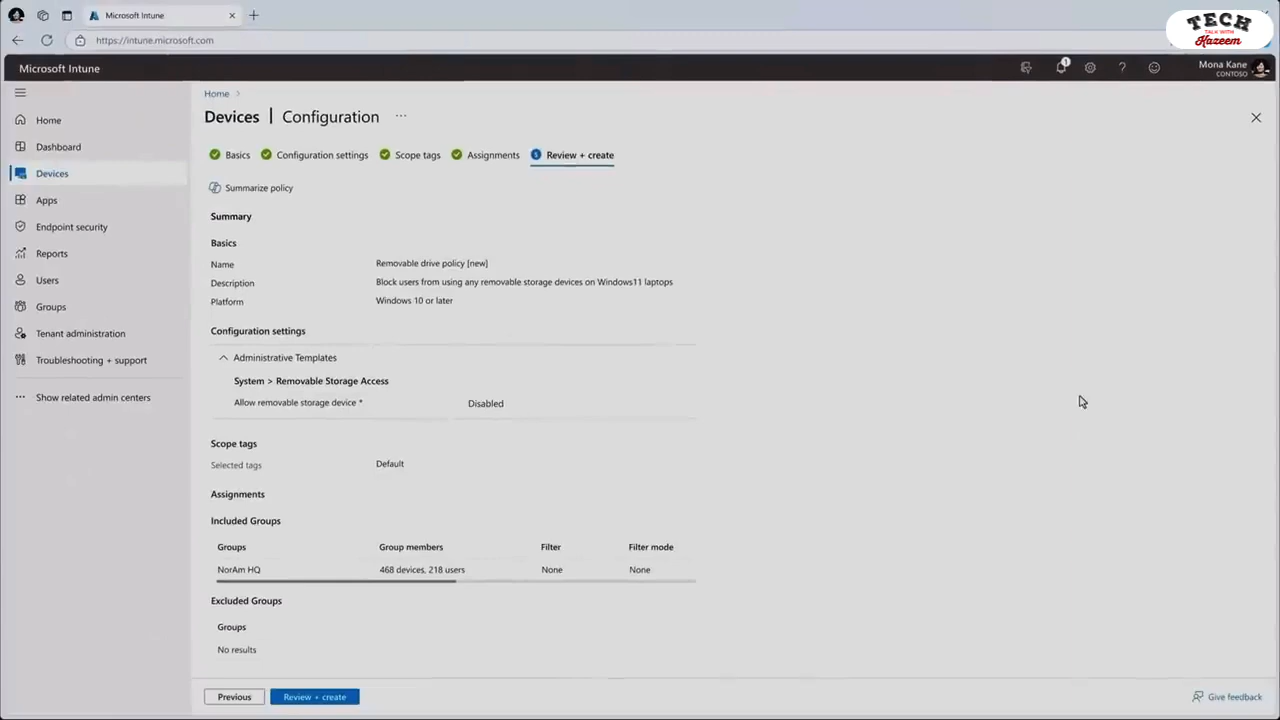 Microsoft Intune
https://intune.microsoft.com
TECH
TALK WITH
Kazeem
Microsoft Intune
1
Mona Kane
CONTOSO
Home
Dashboard
Devices
Apps
Endpoint security
Reports
Users
Groups
Tenant administration
Troubleshooting + support
Show related admin centers
Home
Devices | Configuration
Basics Configuration settings Scope tags Assignments 5 Review + create
Summarize policy
Summary
Basics
Name Removable drive policy [new]
Description Block users from using any removable storage devices on Windows11 laptops
Platform Windows 10 or later
Configuration settings
Administrative Templates
System > Removable Storage Access
Allow removable storage device * Disabled
Scope tags
Selected tags Default
Assignments
Included Groups
Groups Group members Filter Filter mode
NorAm HQ 468 devices, 218 users None None
Excluded Groups
Groups
No results
Previous Review + create
Give feedback